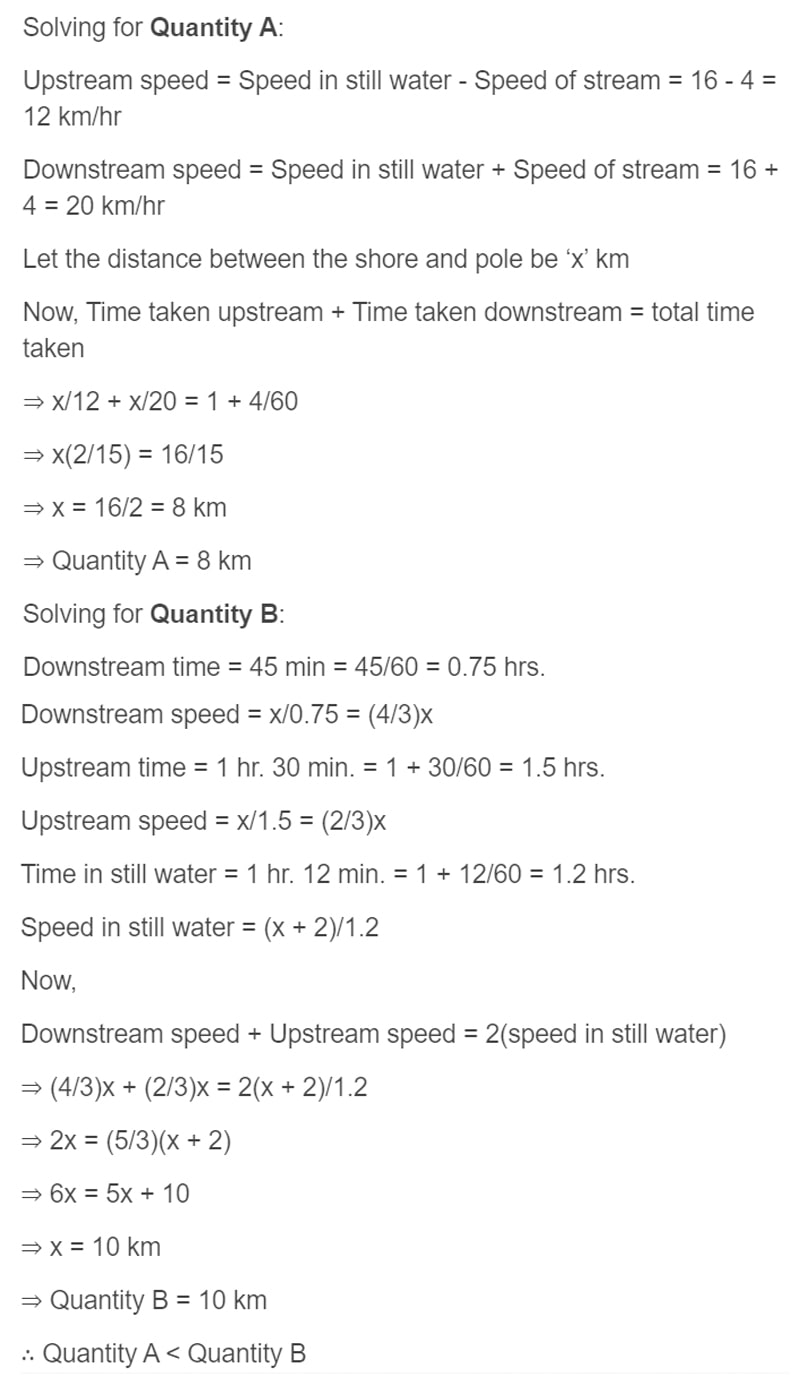 Solving for Quantity A:
Upstream speed = Speed in still water - Speed of stream = 16 - 4 =
12 km/hr
Downstream speed = Speed in still water + Speed of stream = 16 +
4 = 20 km/hr
Let the distance between the shore and pole be ‘x’ km
Now, Time taken upstream + Time taken downstream = total time
taken
⇒ x/12 + x/20 = 1 + 4/60
⇒ x(2/15) = 16/15
⇒ x = 16/2 = 8 km
⇒ Quantity A = 8 km
Solving for Quantity B:
Downstream time = 45 min = 45/60 = 0.75 hrs.
Downstream speed = x/0.75 = (4/3)x
Upstream time = 1 hr. 30 min. = 1 + 30/60 = 1.5 hrs.
Upstream speed = x/1.5 = (2/3)x
Time in still water = 1 hr. 12 min. = 1 + 12/60 = 1.2 hrs.
Speed in still water = (x + 2)/1.2
Now,
Downstream speed + Upstream speed = 2(speed in still water)
⇒ (4/3)x + (2/3)x = 2(x + 2)/1.2
⇒ 2x = (5/3)(x + 2)
⇒ 6x = 5x + 10
⇒ x = 10 km
⇒ Quantity B = 10 km
∴ Quantity A < Quantity B